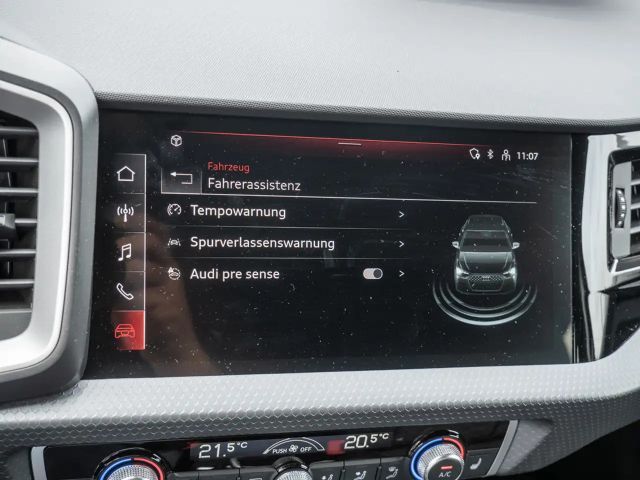 11:07
Fahrzeug
Fahrerassistenz
Tempowarnung
Spurverlassenswarnung
Audi pre sense
21.5°C
PUSH OFF
20.5°C
A/C